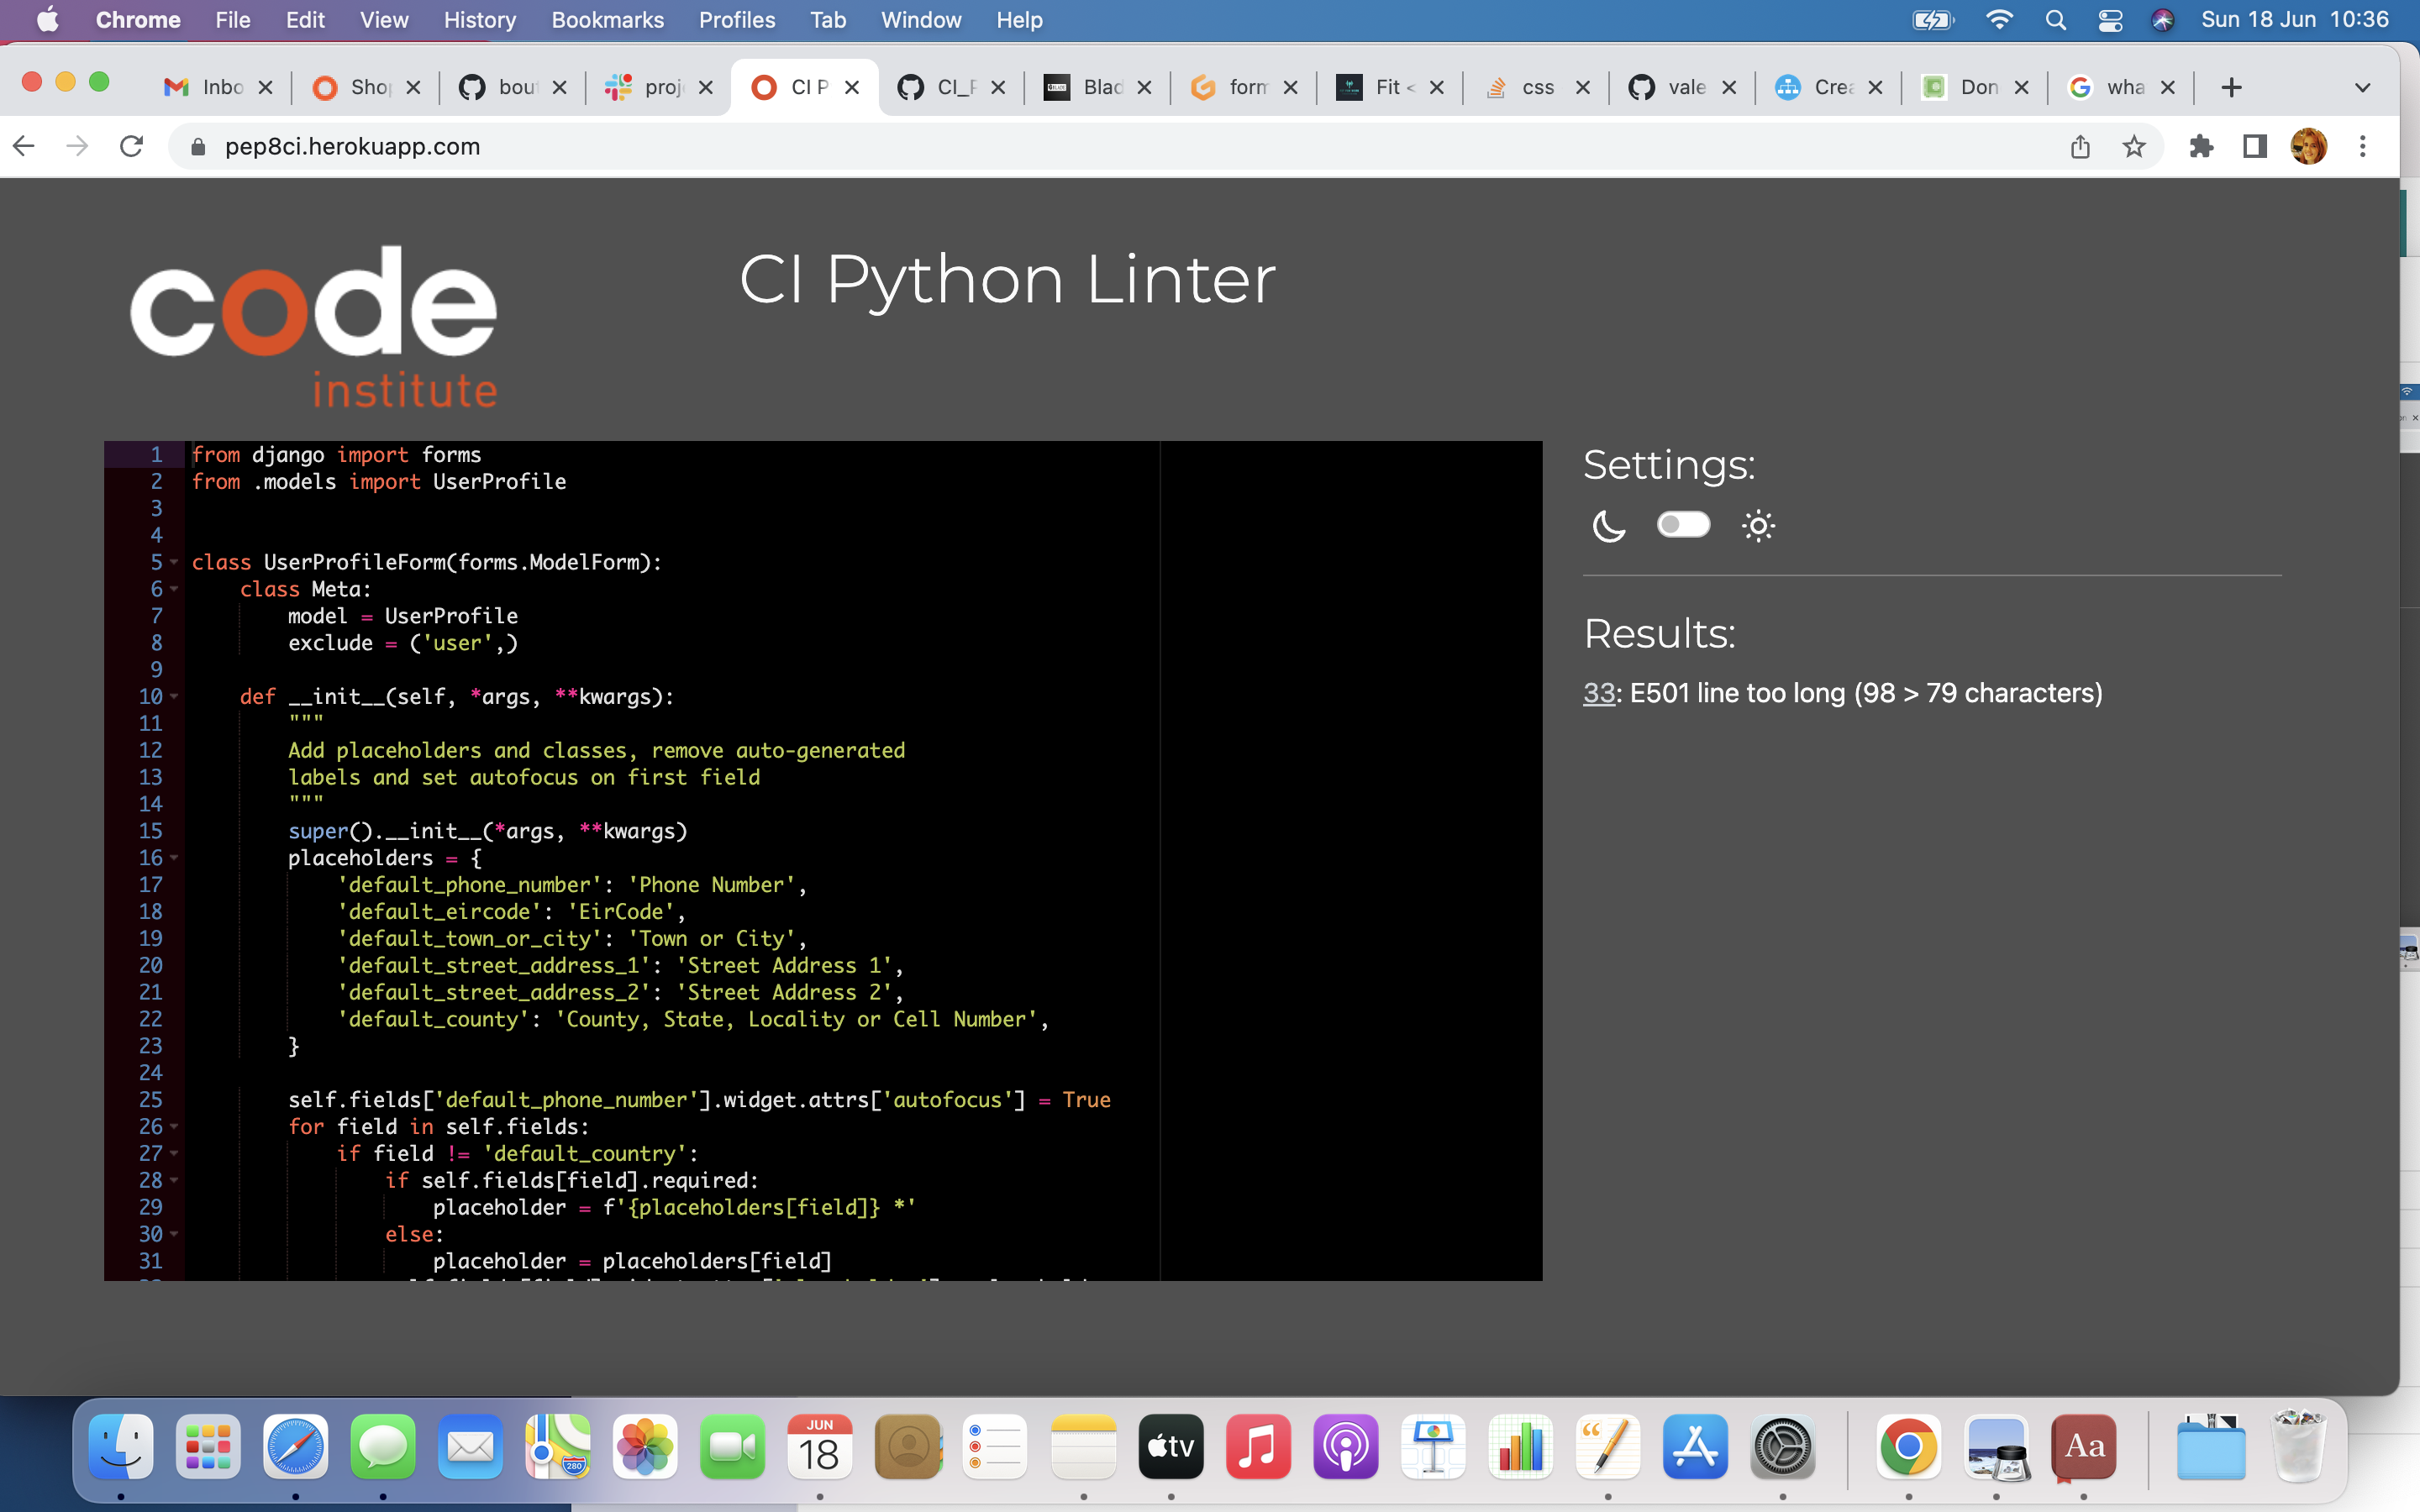 Chrome File Edit View History Bookmarks Profiles Tab Window Help Sun 18 Jun 10:36
Inbo Sho bou proj CI P CI_F Blad form Fit < css vale Crea Don wha
pep8ci.herokuapp.com
code
institute
CI Python Linter
1 from django import forms
2 from .models import UserProfile
3
4
5 class UserProfileForm(forms.ModelForm):
6 class Meta:
7 model = UserProfile
8 exclude = ('user',)
9
10 def __init__(self, *args, **kwargs):
11 """
12 Add placeholders and classes, remove auto-generated
13 labels and set autofocus on first field
14 """
15 super().__init__(*args, **kwargs)
16 placeholders = {
17 'default_phone_number': 'Phone Number',
18 'default_eircode': 'EirCode',
19 'default_town_or_city': 'Town or City',
20 'default_street_address_1': 'Street Address 1',
21 'default_street_address_2': 'Street Address 2',
22 'default_county': 'County, State, Locality or Cell Number',
23 }
24
25 self.fields['default_phone_number'].widget.attrs['autofocus'] = True
26 for field in self.fields:
27 if field != 'default_country':
28 if self.fields[field].required:
29 placeholder = f'{placeholders[field]} *'
30 else:
31 placeholder = placeholders[field]
Settings:
Results:
33: E501 line too long (98 > 79 characters)
JUN
18
280
tv
Aa